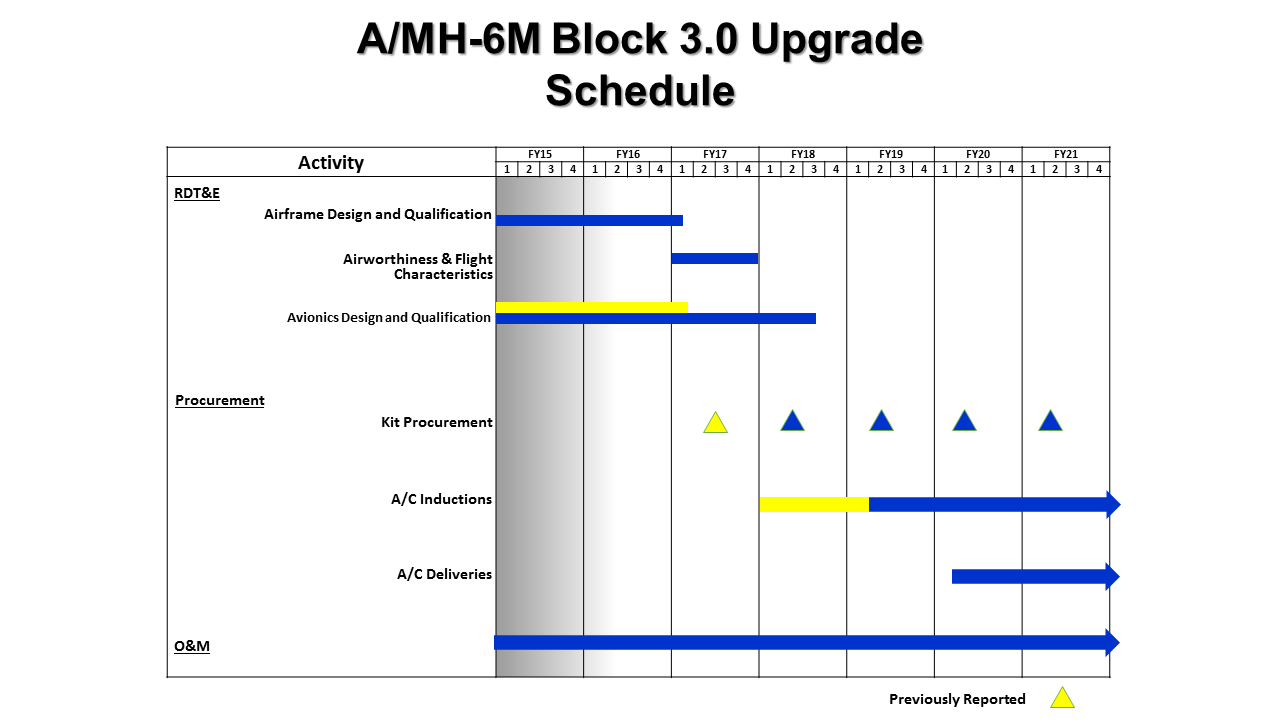 A/MH-6M Block 3.0 Upgrade
Schedule
Activity
FY15 FY16 FY17 FY18 FY19 FY20 FY21
1 2 3 4 1 2 3 4 1 2 3 4 1 2 3 4 1 2 3 4 1 2 3 4 1 2 3 4
RDT&E
Airframe Design and Qualification
Airworthiness & Flight
Characteristics
Avionics Design and Qualification
Procurement
Kit Procurement
A/C Inductions
A/C Deliveries
O&M
Previously Reported